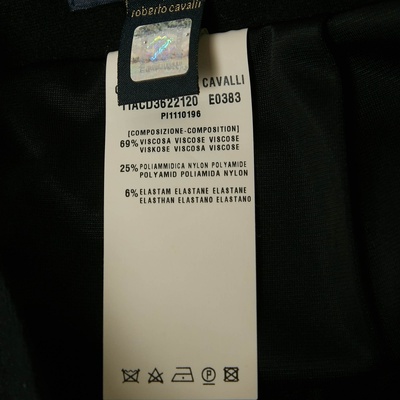 roberto cavalli
CAVALLI
11ACD3622120 E0383
PI1110196
[COMPOSIZIONE-COMPOSITION]
69% VISCOSA VISCOSE VISCOSE
VISKOSE VISCOSA VISCOSE
25% POLIAMMIDICA NYLON POLYAMIDE
POLYAMID POLIAMIDA NYLON
6% ELASTAM ELASTANE ELASTANE
ELASTHAN ELASTANO ELASTANO
P